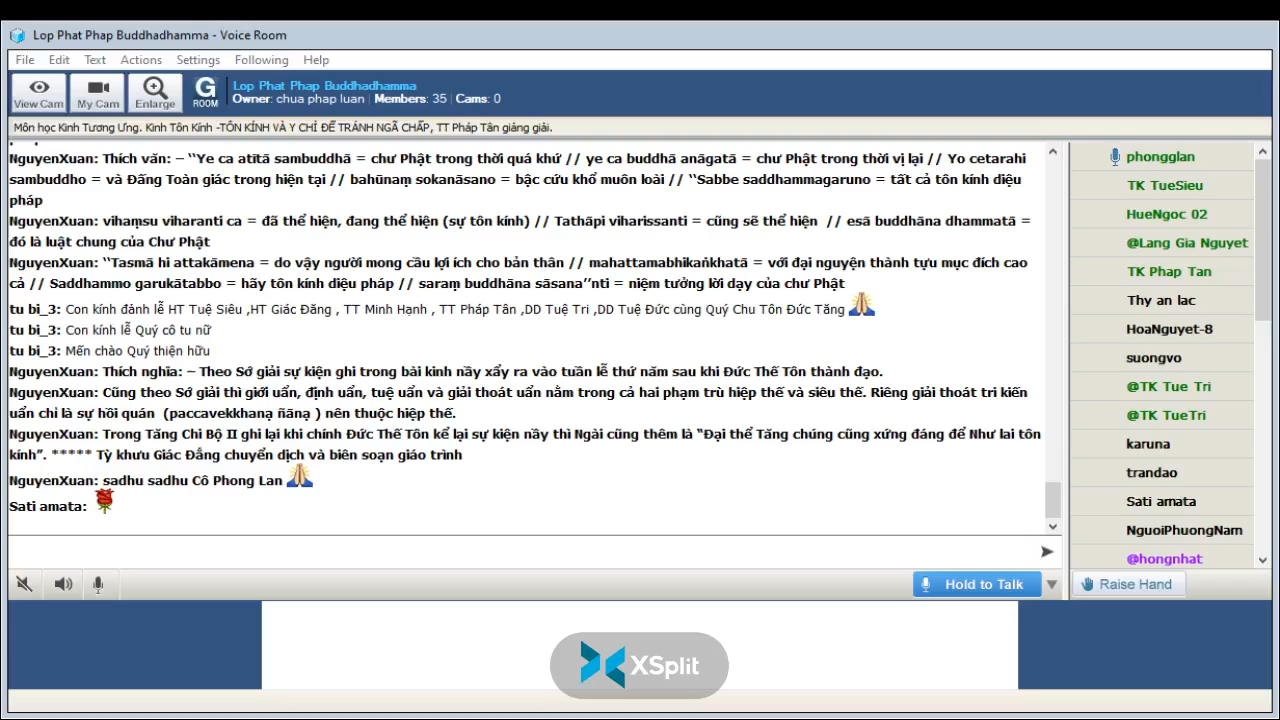 Lop Phat Phap Buddhadhamma - Voice Room
File Edit Text Actions Settings Following Help
View Cam My Cam Enlarge G ROOM
Lop Phat Phap Buddhadhamma
Owner: chua phap luan | Members: 35 | Cams: 0
Môn học Kinh Tương Ưng. Kinh Tôn Kính -TÔN KÍNH VÀ Y CHỈ ĐỂ TRÁNH NGÃ CHẤP, TT Pháp Tân giảng giải.
NguyenXuan: Thích văn: – ‘‘Ye ca atītā sambuddhā = chư Phật trong thời quá khứ // ye ca buddhā anāgatā = chư Phật trong thời vị lại // Yo cetarahi
sambuddho = và Đấng Toàn giác trong hiện tại // bahūnaṃ sokanāsano = bậc cứu khổ muôn loài // ‘‘Sabbe saddhammagaruno = tất cả tôn kính diệu
pháp
NguyenXuan: vihaṃsu viharanti ca = đã thể hiện, đang thể hiện (sự tôn kính) // Tathāpi viharissanti = cũng sẽ thể hiện // esā buddhāna dhammatā =
đó là luật chung của Chư Phật
NguyenXuan: ‘‘Tasmā hi attakāmena = do vậy người mong cầu lợi ích cho bản thân // mahattamabhikaṅkhatā = với đại nguyện thành tựu mục đích cao
cả // Saddhammo garukātabbo = hãy tôn kính diệu pháp // saraṃ buddhāna sāsana’’nti = niệm tưởng lời dạy của chư Phật
tu bi_3: Con kính đảnh lễ HT Tuệ Siêu ,HT Giác Đăng , TT Minh Hạnh , TT Pháp Tân ,DD Tuệ Tri ,DD Tuệ Đức cùng Quý Chu Tôn Đức Tăng
tu bi_3: Con kính lễ Quý cô tu nữ
tu bi_3: Mến chào Quý thiện hữu
NguyenXuan: Thích nghĩa: – Theo Sớ giải sự kiện ghi trong bài kinh nầy xẩy ra vào tuần lễ thứ năm sau khi Đức Thế Tôn thành đạo.
NguyenXuan: Cũng theo Sớ giải thì giới uẩn, định uẩn, tuệ uẩn và giải thoát uẩn nằm trong cả hai phạm trù hiệp thế và siêu thế. Riêng giải thoát tri kiến
uẩn chỉ là sự hồi quán (paccavekkhaṇa ñāṇa ) nên thuộc hiệp thế.
NguyenXuan: Trong Tăng Chi Bộ II ghi lại khi chính Đức Thế Tôn kể lại sự kiện nầy thì Ngài cũng thêm là “Đại thể Tăng chúng cũng xứng đáng để Như lai tôn
kính”. ***** Tỳ khưu Giác Đẳng chuyển dịch và biên soạn giáo trình
NguyenXuan: sadhu sadhu Cô Phong Lan
Sati amata:
phongglan
TK TueSieu
HueNgoc 02
@Lang Gia Nguyet
TK Phap Tan
Thy an lac
HoaNguyet-8
suongvo
@TK Tue Tri
@TK TueTri
karuna
trandao
Sati amata
NguoiPhuongNam
@hongnhat
Hold to Talk
Raise Hand
XSplit